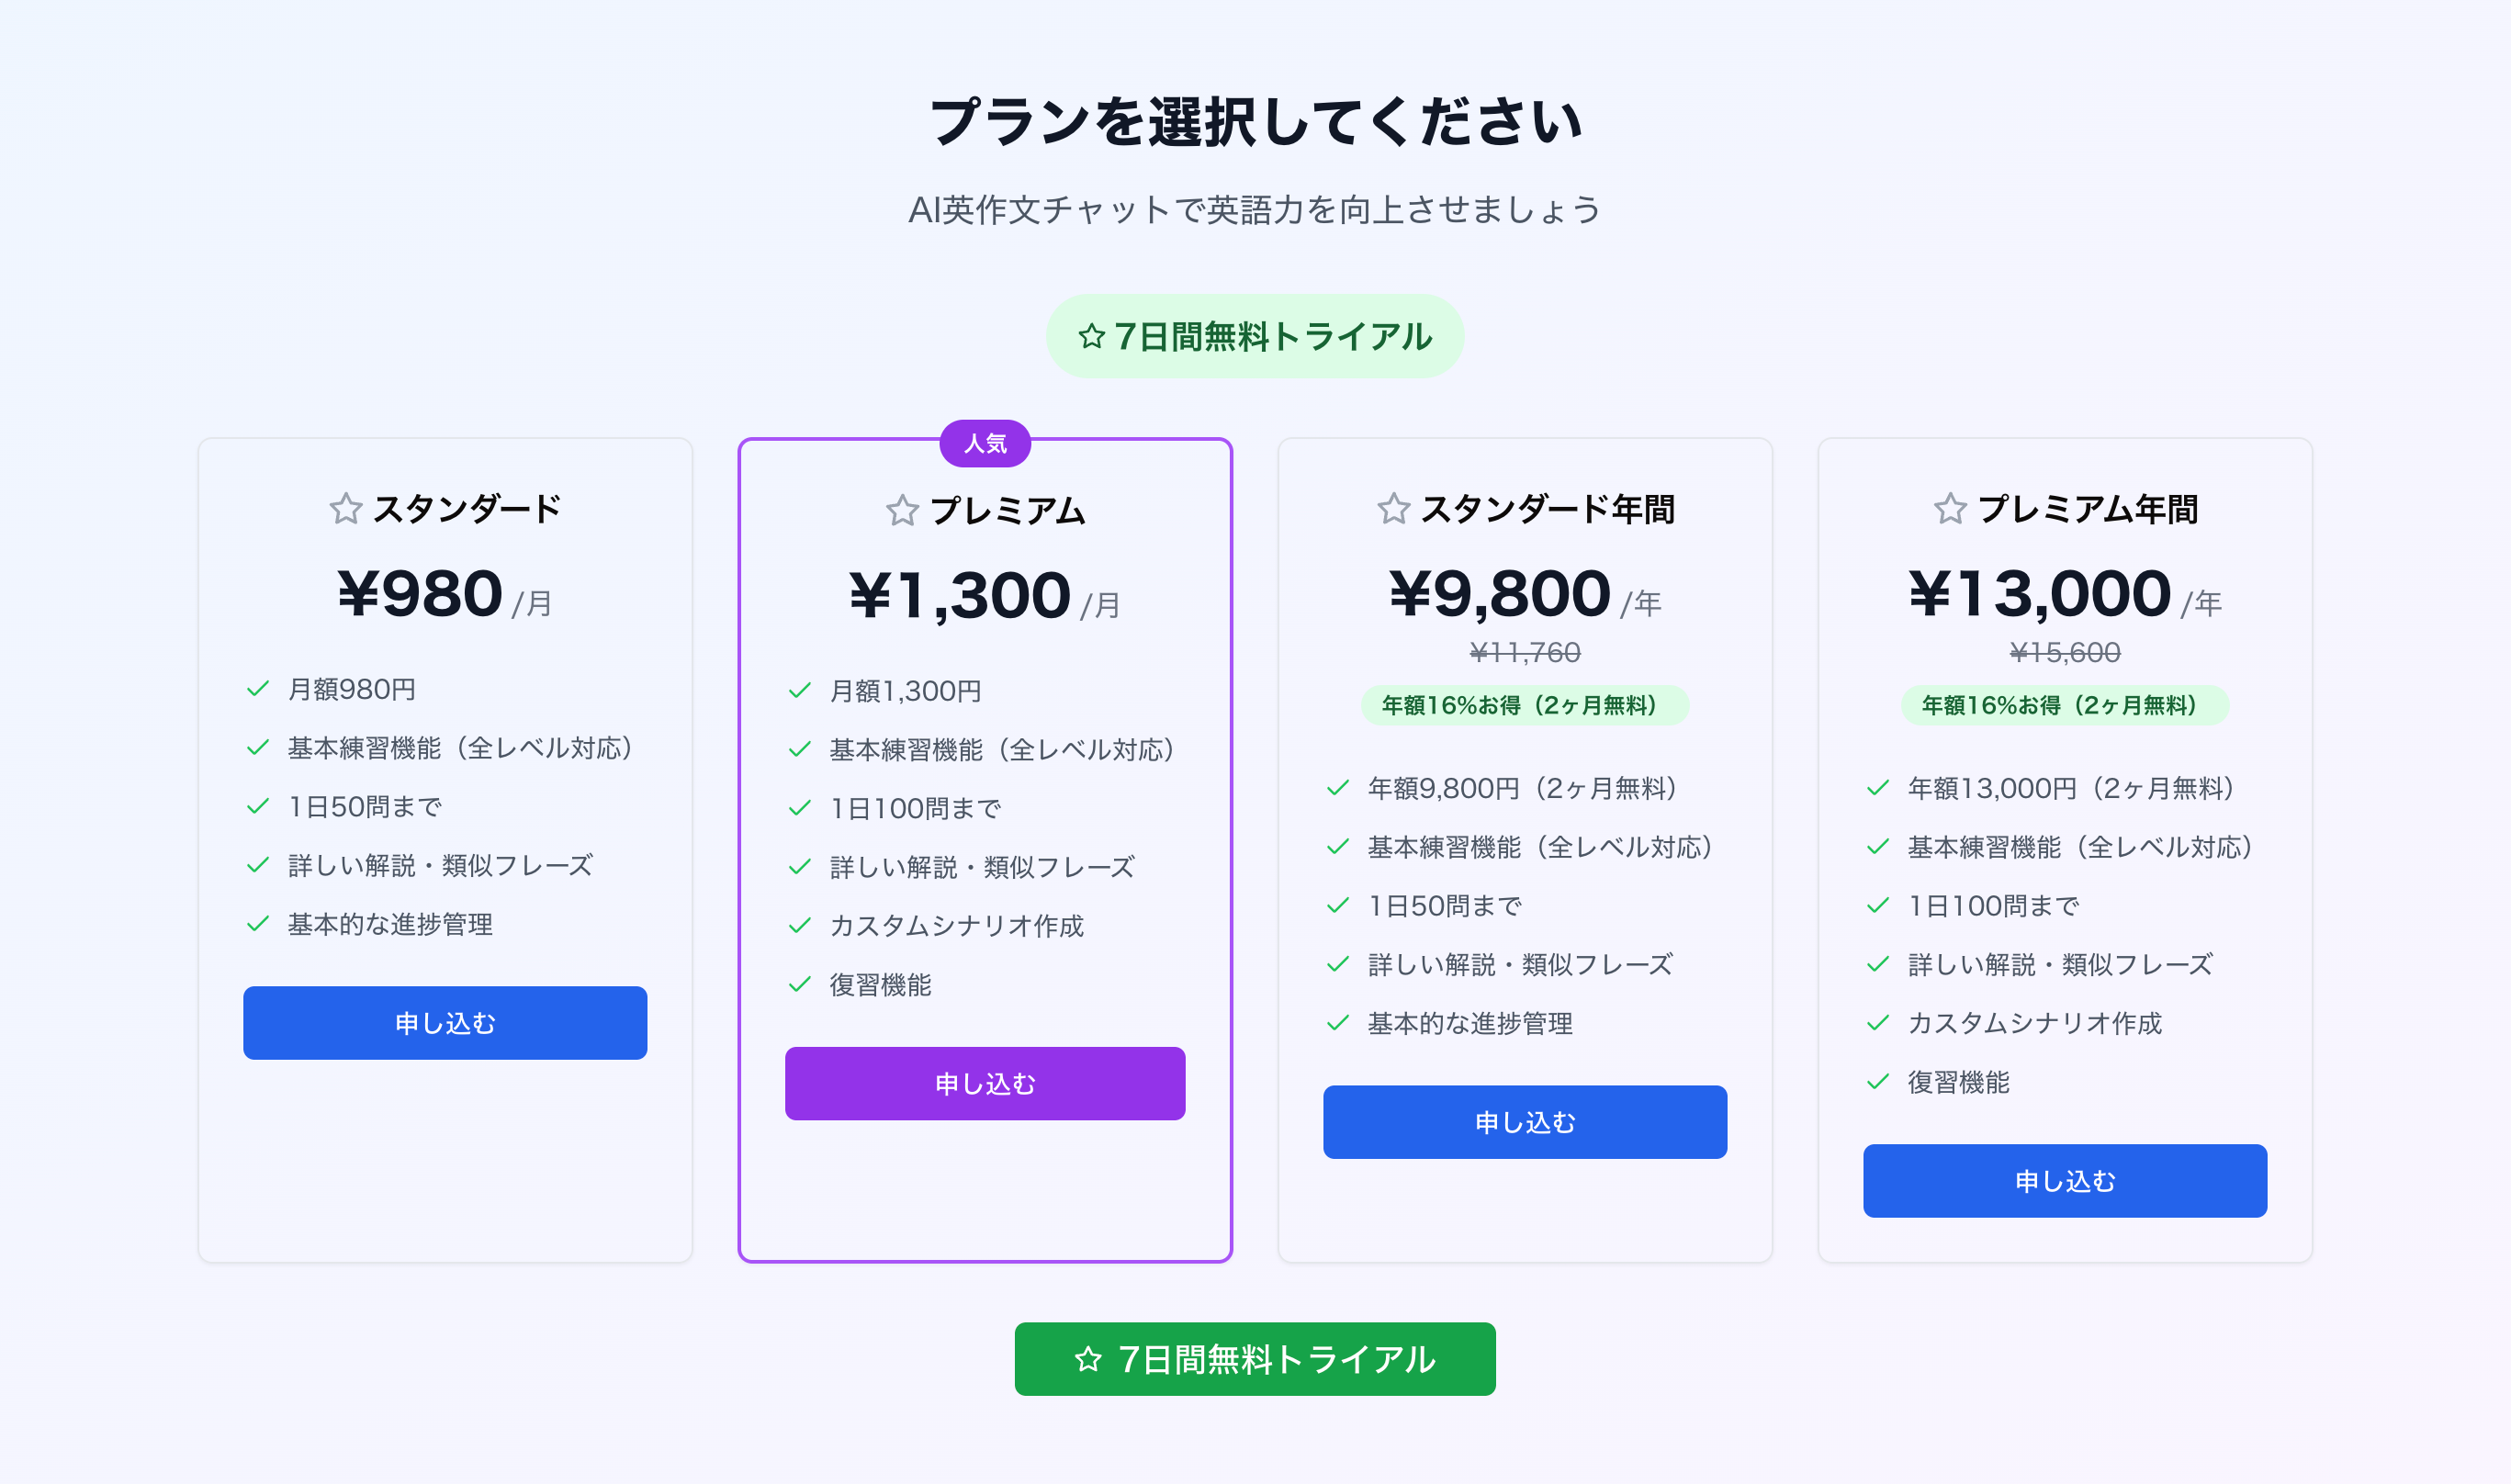 プランを選択してください
AI英作文チャットで英語力を向上させましょう
7日間無料トライアル
スタンダード
¥980 /月
月額980円
基本練習機能（全レベル対応）
1日50問まで
詳しい解説・類似フレーズ
基本的な進捗管理
申し込む
人気
プレミアム
¥1,300 /月
月額1,300円
基本練習機能（全レベル対応）
1日100問まで
詳しい解説・類似フレーズ
カスタムシナリオ作成
復習機能
申し込む
スタンダード年間
¥9,800 /年
¥11,760
年額16%お得（2ヶ月無料）
年額9,800円（2ヶ月無料）
基本練習機能（全レベル対応）
1日50問まで
詳しい解説・類似フレーズ
基本的な進捗管理
申し込む
プレミアム年間
¥13,000 /年
¥15,600
年額16%お得（2ヶ月無料）
年額13,000円（2ヶ月無料）
基本練習機能（全レベル対応）
1日100問まで
詳しい解説・類似フレーズ
カスタムシナリオ作成
復習機能
申し込む
7日間無料トライアル